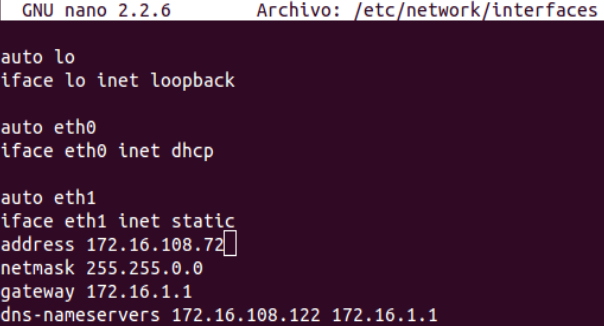 GNU nano 2.2.6 Archivo: /etc/network/interfaces
auto lo
iface lo inet loopback
auto eth0
iface eth0 inet dhcp
auto eth1
iface eth1 inet static
address 172.16.108.72
netmask 255.255.0.0
gateway 172.16.1.1
dns-nameservers 172.16.108.122 172.16.1.1